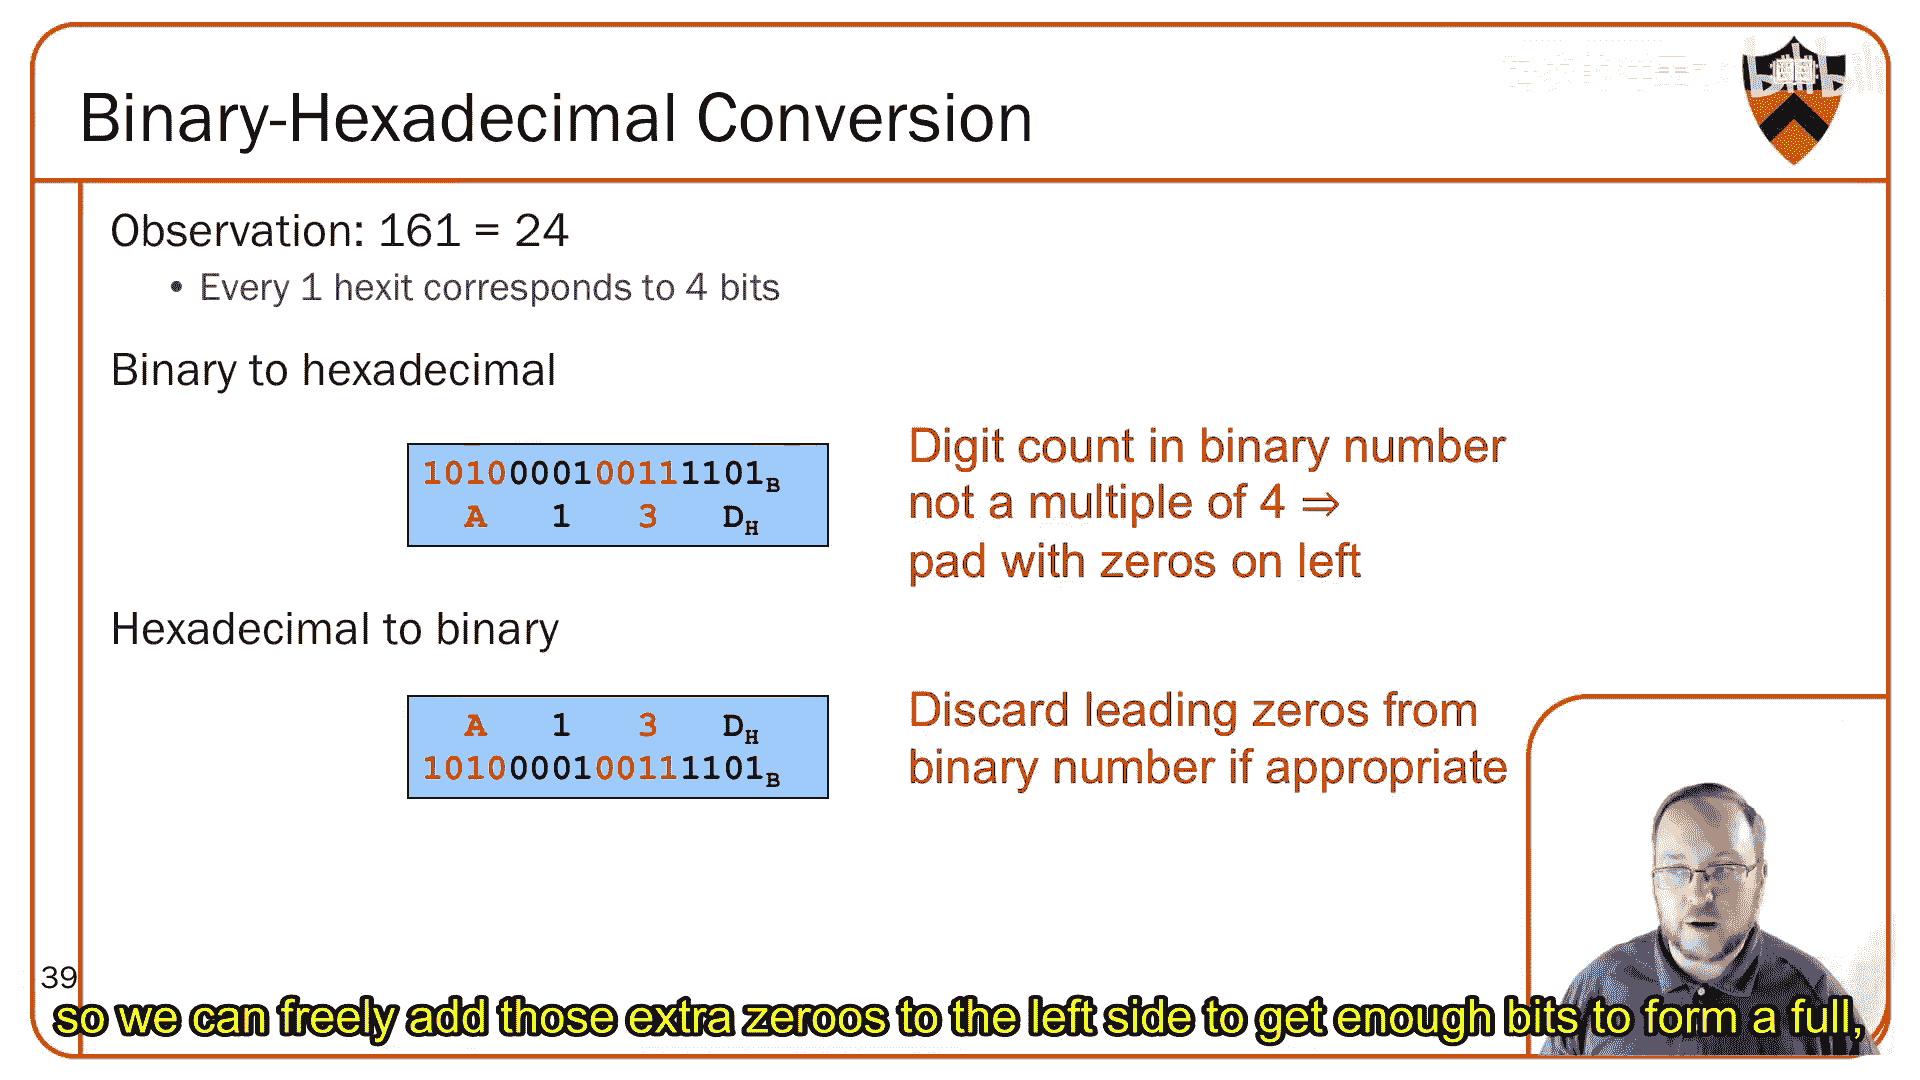 Binary-Hexadecimal Conversion
Observation: 161 = 24
• Every 1 hexit corresponds to 4 bits
Binary to hexadecimal
1010000100111101B
A 1 3 DH
Digit count in binary number
not a multiple of 4 ⇒
pad with zeros on left
Hexadecimal to binary
A 1 3 DH
1010000100111101B
Discard leading zeros from
binary number if appropriate
39
so we can freely add those extra zeroos to the left side to get enough bits to form a full,